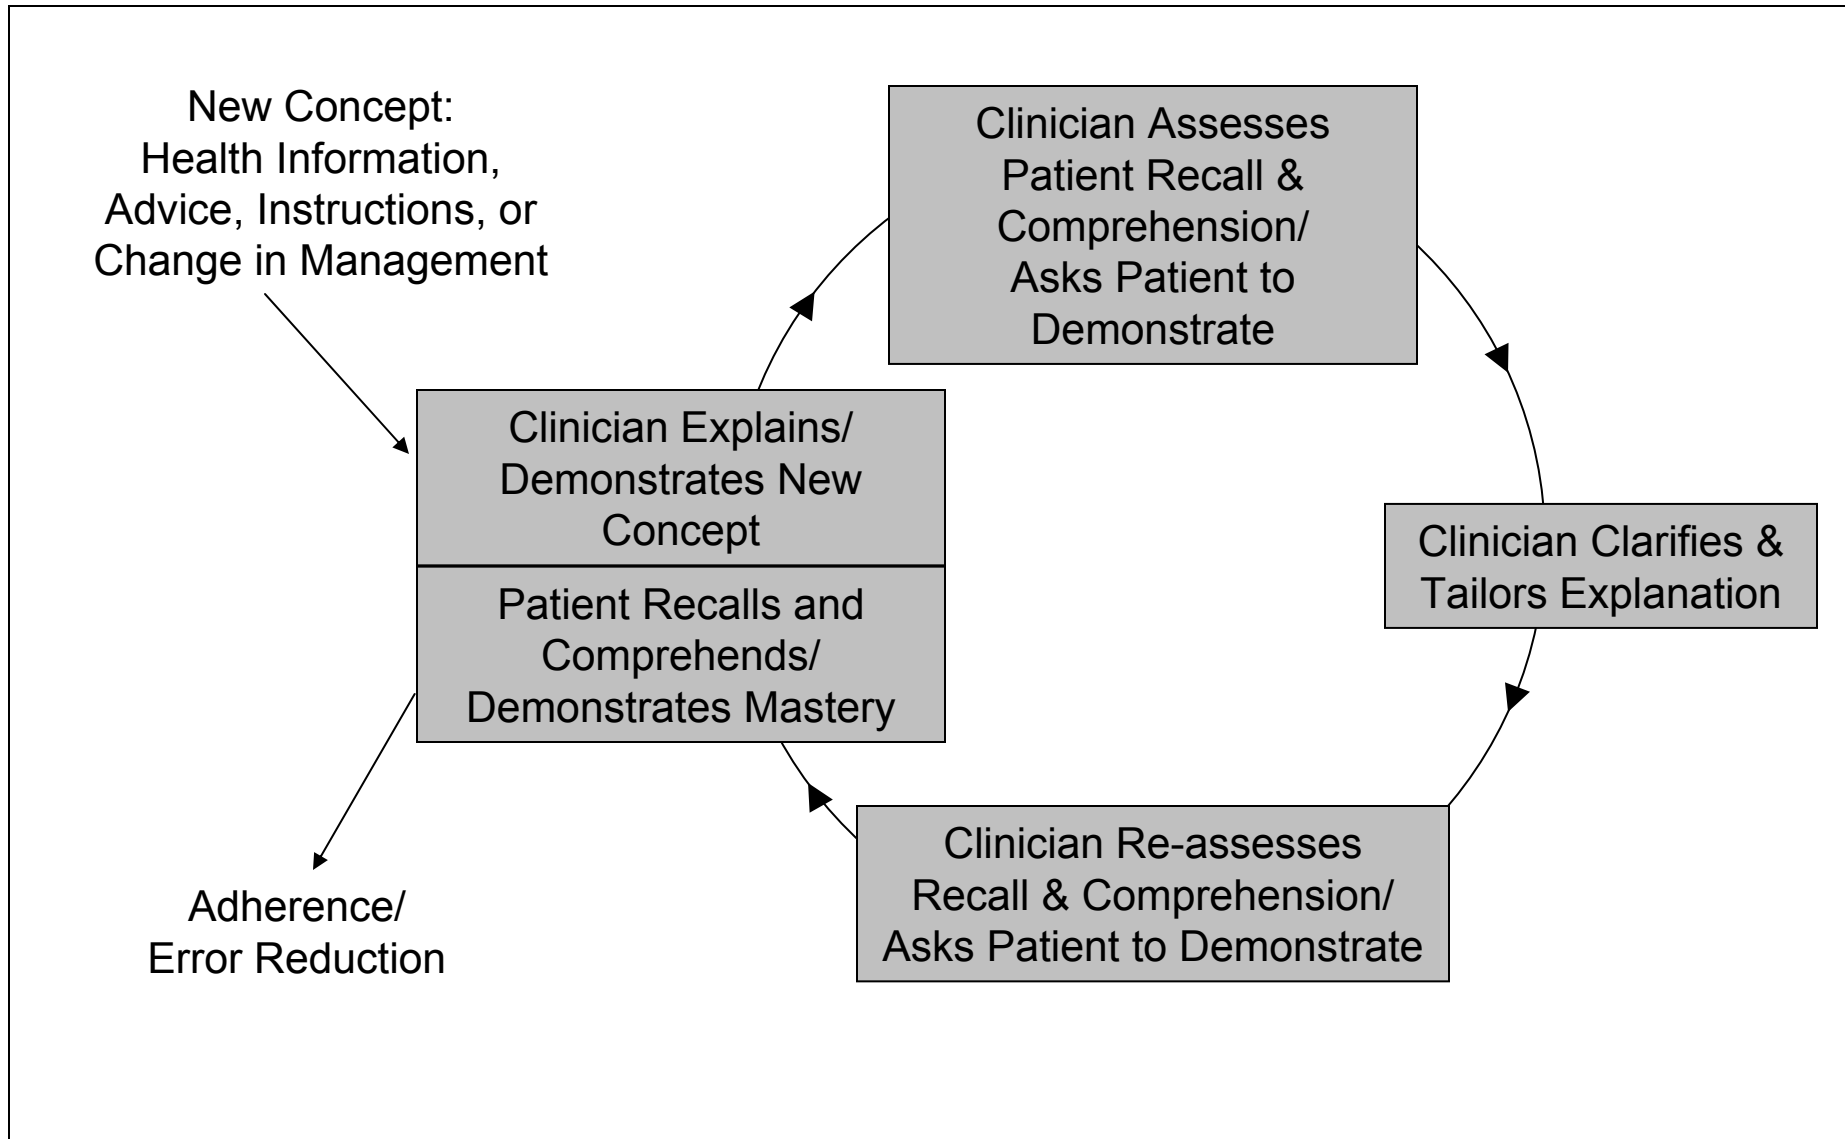 New Concept:
Health Information,
Advice, Instructions, or
Change in Management
Clinician Explains/
Demonstrates New
Concept
Clinician Assesses
Patient Recall &
Comprehension/
Asks Patient to
Demonstrate
Clinician Clarifies &
Tailors Explanation
Clinician Re-assesses
Recall & Comprehension/
Asks Patient to Demonstrate
Patient Recalls and
Comprehends/
Demonstrates Mastery
Adherence/
Error Reduction